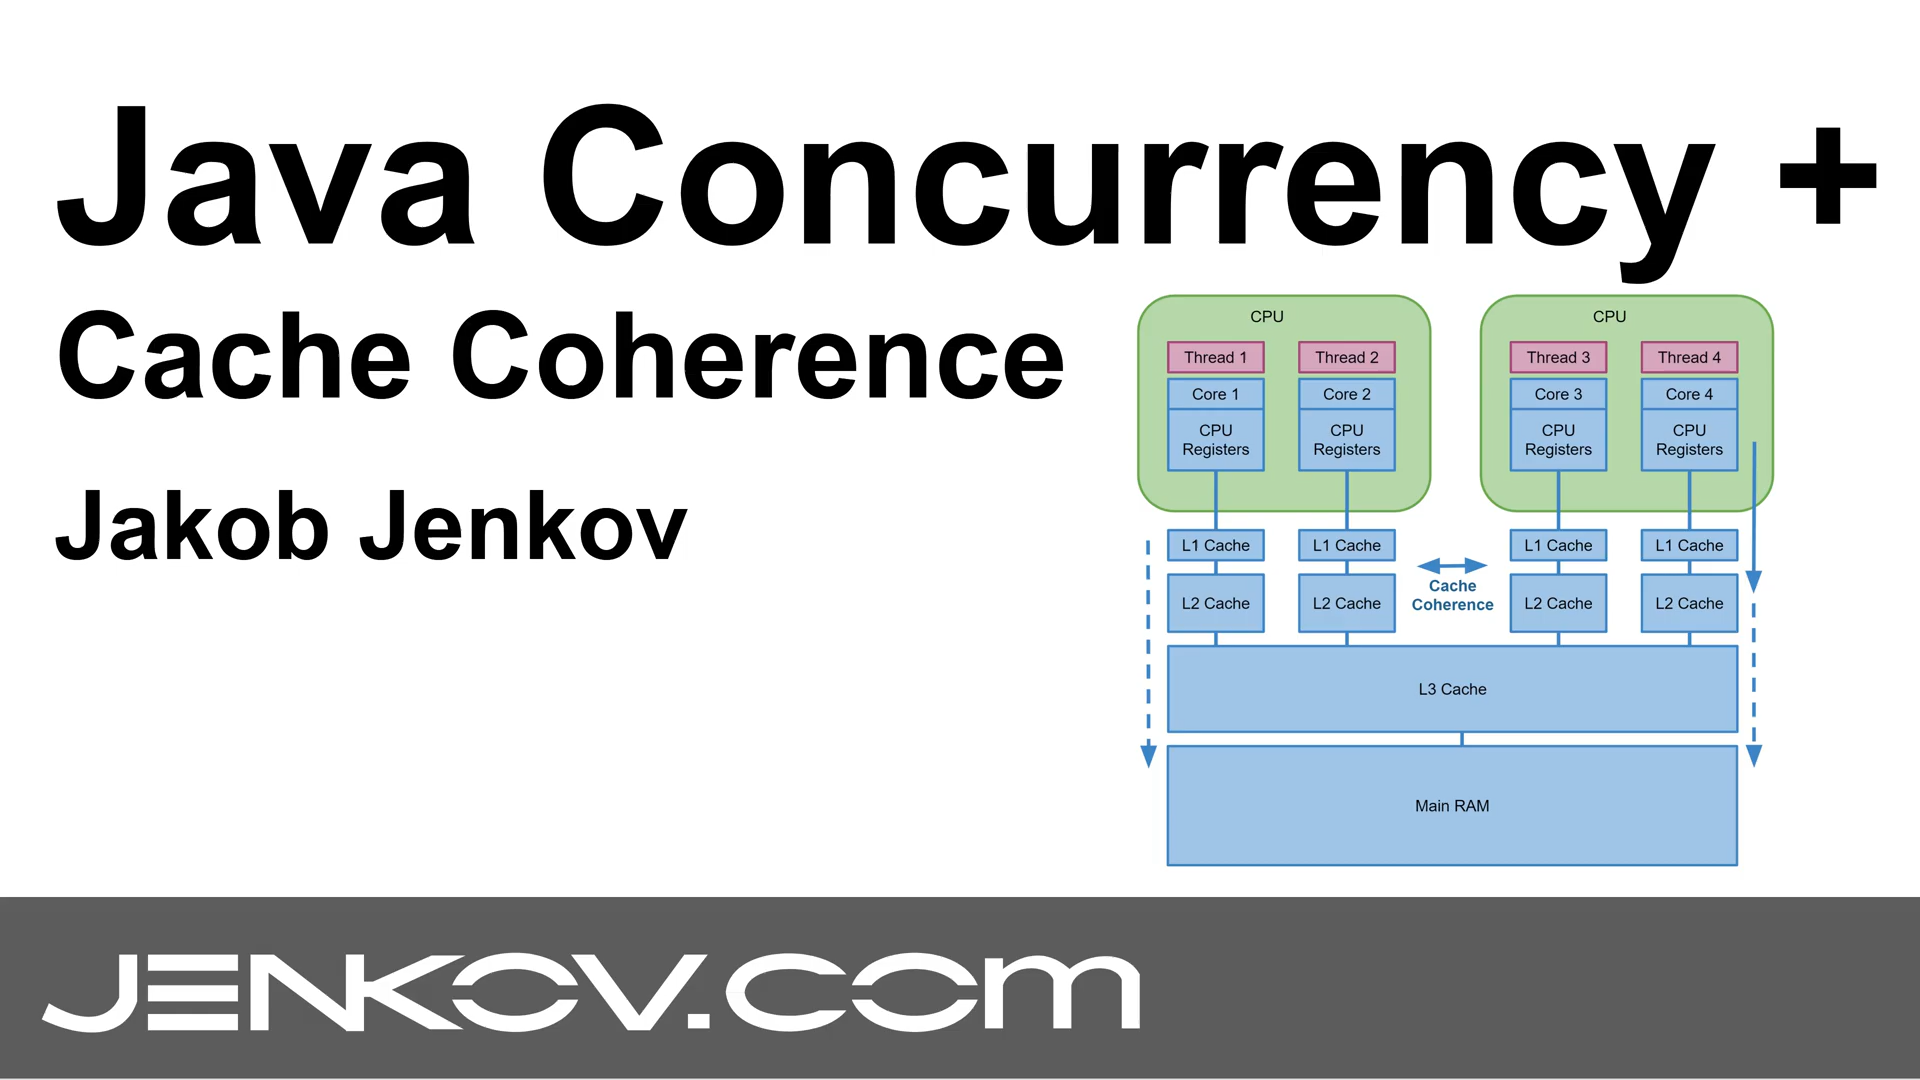 Java Concurrency +
Cache Coherence
Jakob Jenkov
CPU
CPU
Thread 1
Thread 2
Thread 3
Thread 4
Core 1
Core 2
Core 3
Core 4
CPU
Registers
CPU
Registers
CPU
Registers
CPU
Registers
L1 Cache
L1 Cache
L1 Cache
L1 Cache
Cache
Coherence
L2 Cache
L2 Cache
L2 Cache
L2 Cache
L3 Cache
Main RAM
JENKOV.COM